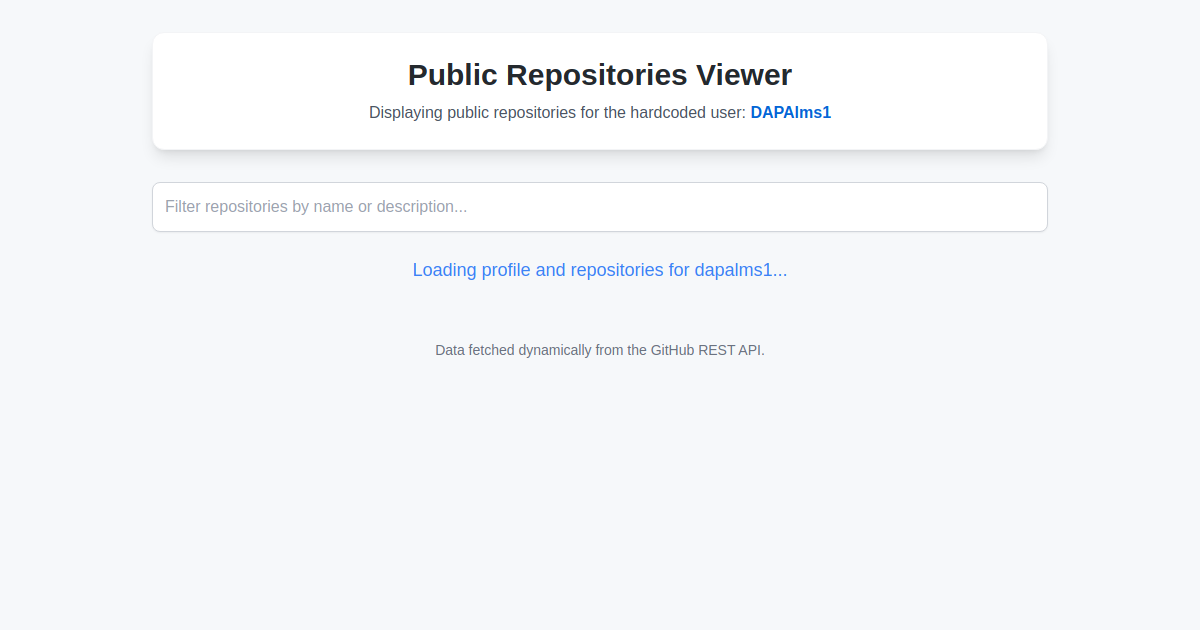 Public Repositories Viewer
Displaying public repositories for the hardcoded user: DAPAlms1
Filter repositories by name or description...
Loading profile and repositories for dapalms1...
Data fetched dynamically from the GitHub REST API.